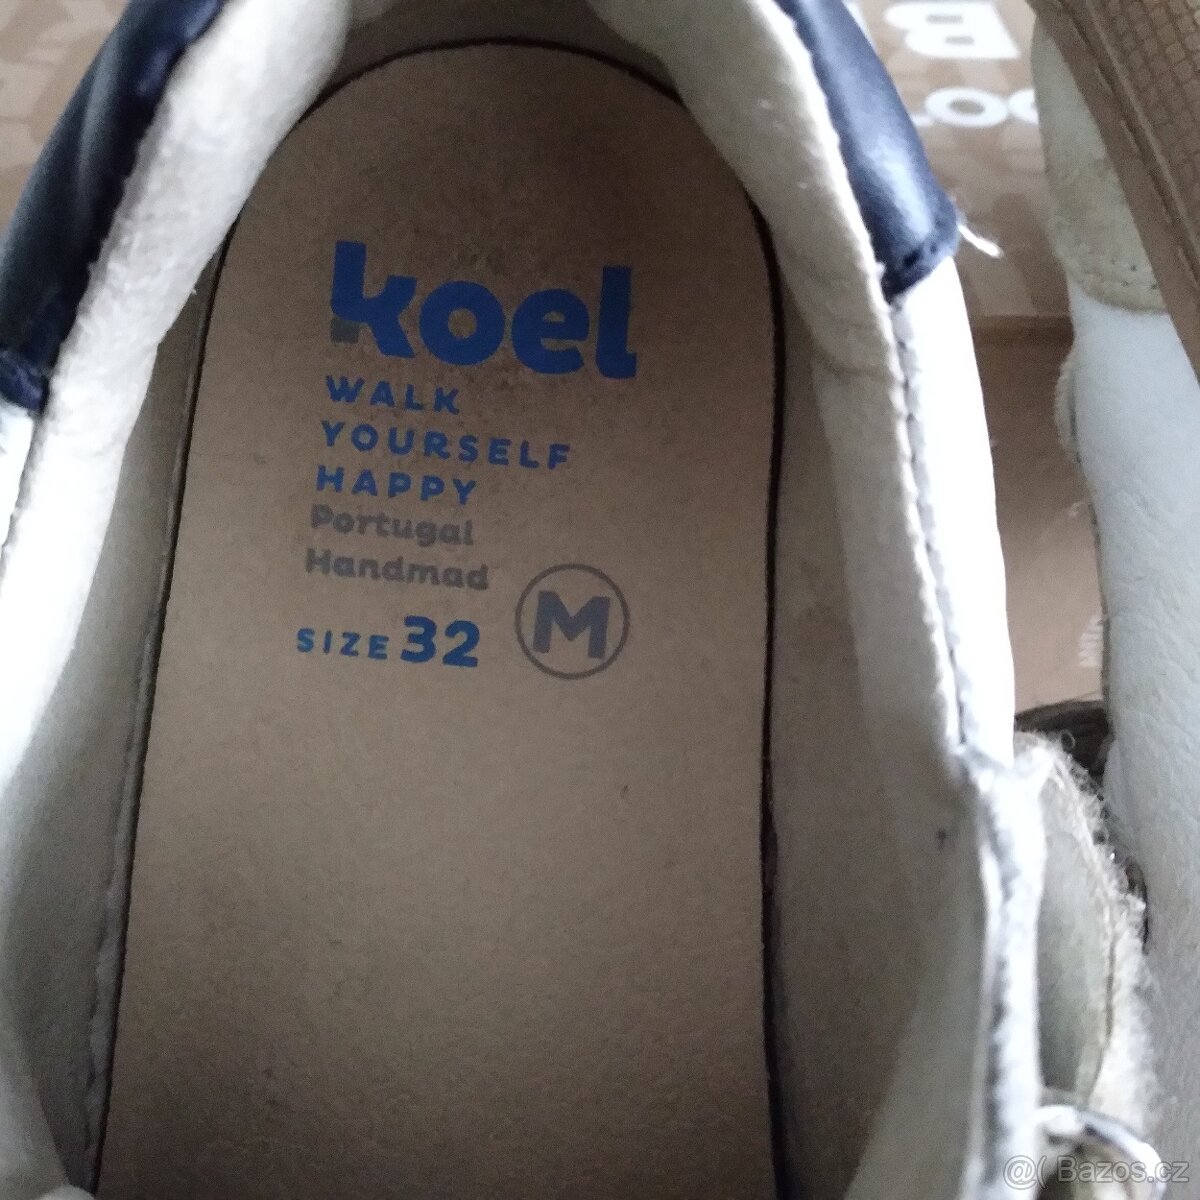 koel
WALK
YOURSELF
HAPPY
Portugal
Handmad
SIZE 32 M
@( Bazos.cz